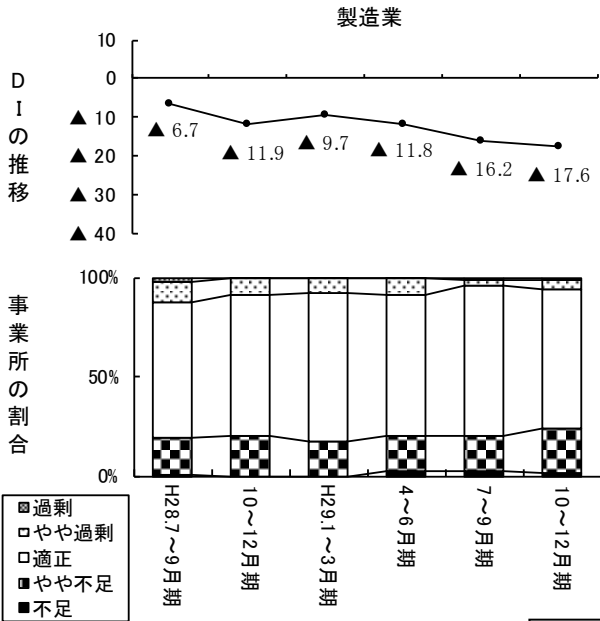 製造業
DIの推移
10
0
▲ 10
▲ 20
▲ 30
▲ 40
▲ 6.7
▲ 11.9
▲ 9.7
▲ 11.8
▲ 16.2
▲ 17.6
事業所の割合
100%
50%
0%
H28.7～9月期
10～12月期
H29.1～3月期
4～6月期
7～9月期
10～12月期
過剰
やや過剰
適正
やや不足
不足